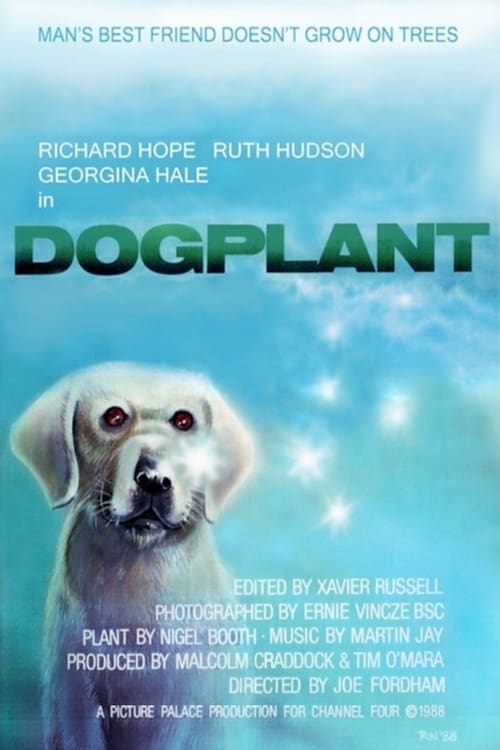 MAN'S BEST FRIEND DOESN'T GROW ON TREES
RICHARD HOPE RUTH HUDSON
GEORGINA HALE
in
DOGPLANT
EDITED BY XAVIER RUSSELL
PHOTOGRAPHED BY ERNIE VINCZE BSC
PLANT BY NIGEL BOOTH · MUSIC BY MARTIN JAY
PRODUCED BY MALCOLM CRADDOCK & TIM O'MARA
DIRECTED BY JOE FORDHAM
A PICTURE PALACE PRODUCTION FOR CHANNEL FOUR ©1988